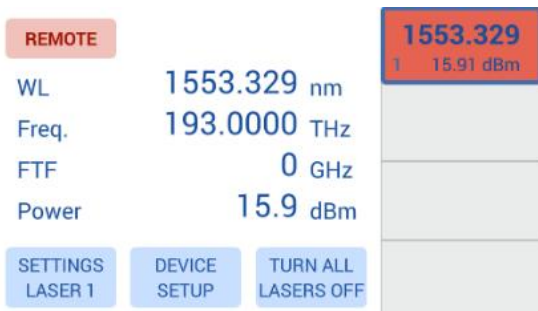 REMOTE
WL 1553.329 nm
Freq. 193.0000 THz
FTF 0 GHz
Power 15.9 dBm
SETTINGS LASER 1
DEVICE SETUP
TURN ALL LASERS OFF
1553.329
1 15.91 dBm